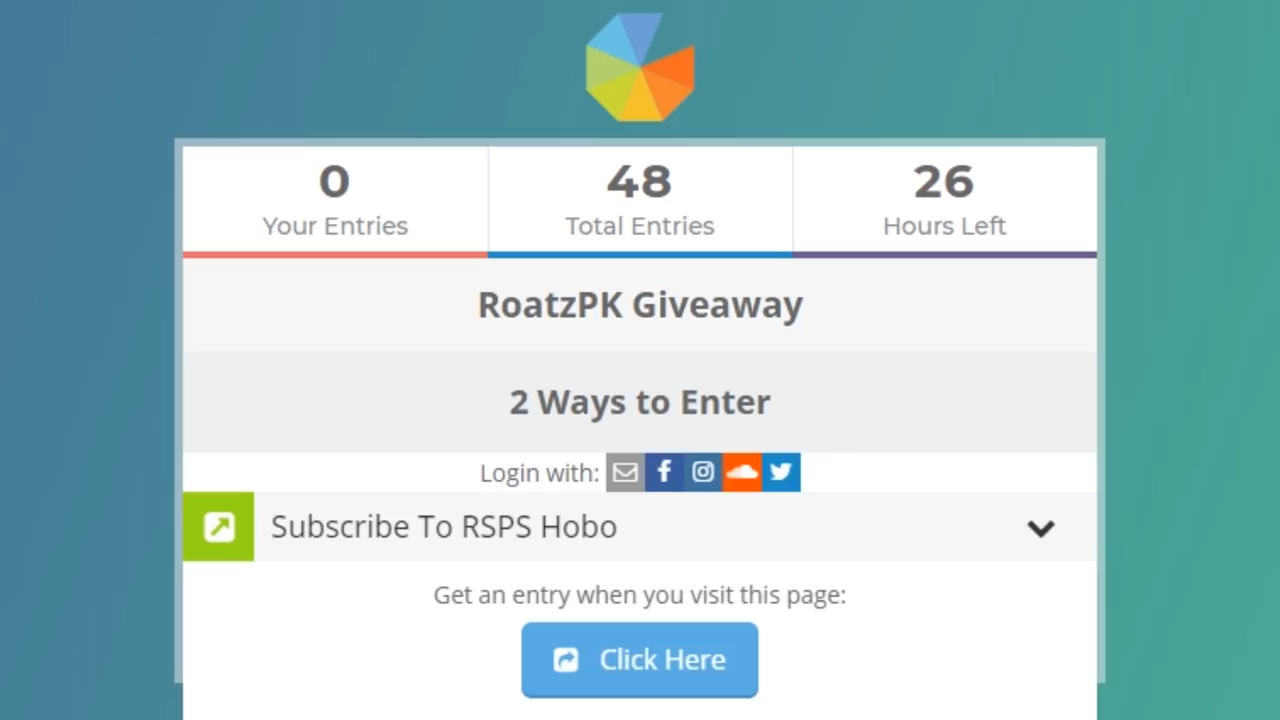 0 48 26
Your Entries Total Entries Hours Left
RoatzPK Giveaway
2 Ways to Enter
Login with:
Subscribe To RSPS Hobo
Get an entry when you visit this page:
Click Here